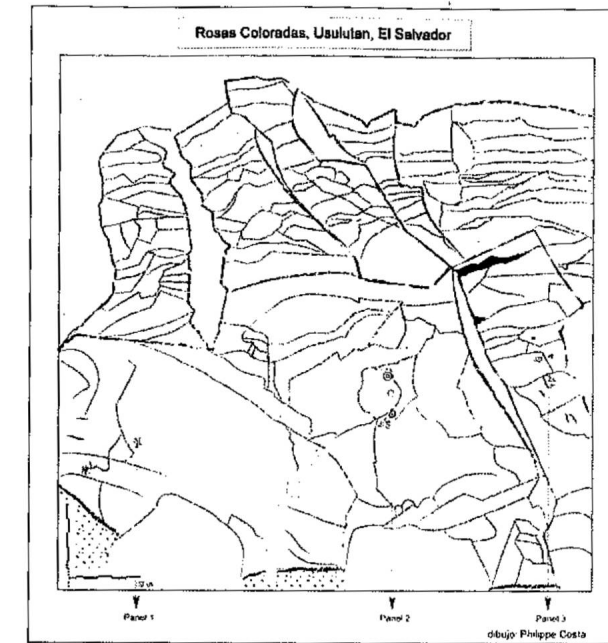 Rosas Coloradas, Usulutan, El Salvador
Panel 1
Panel 2
Panel 3
dibujo: Philippe Costa